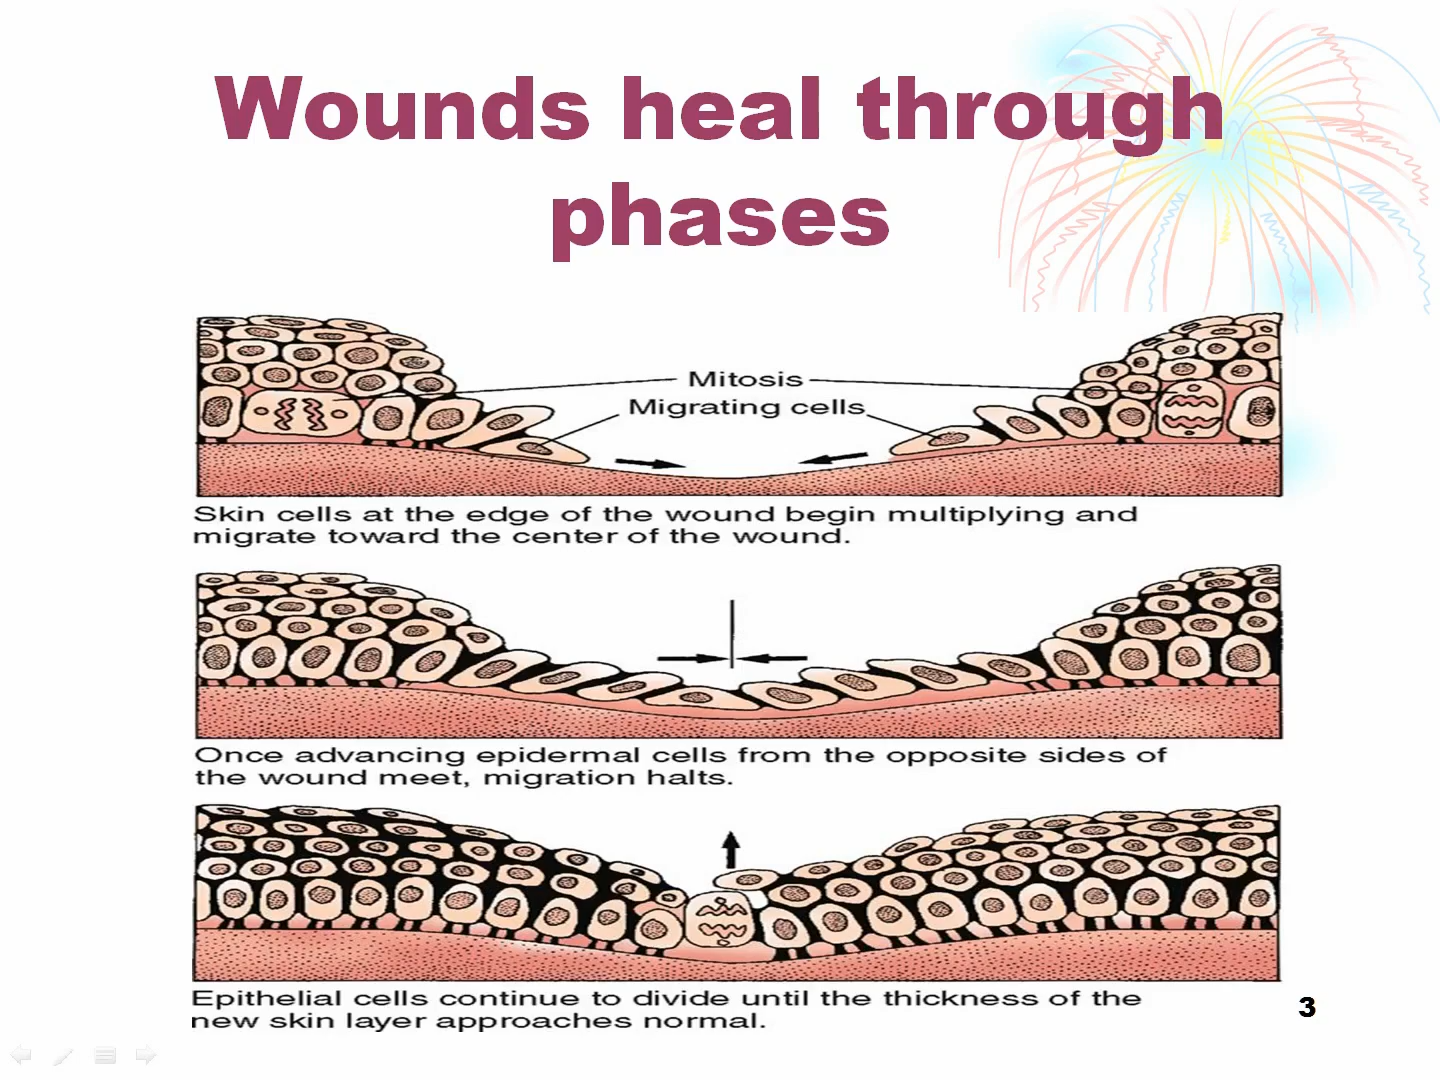 Wounds heal through
phases
Mitosis
Migrating cells
Skin cells at the edge of the wound begin multiplying and
migrate toward the center of the wound.
Once advancing epidermal cells from the opposite sides of
the wound meet, migration halts.
Epithelial cells continue to divide until the thickness of the
new skin layer approaches normal.
3